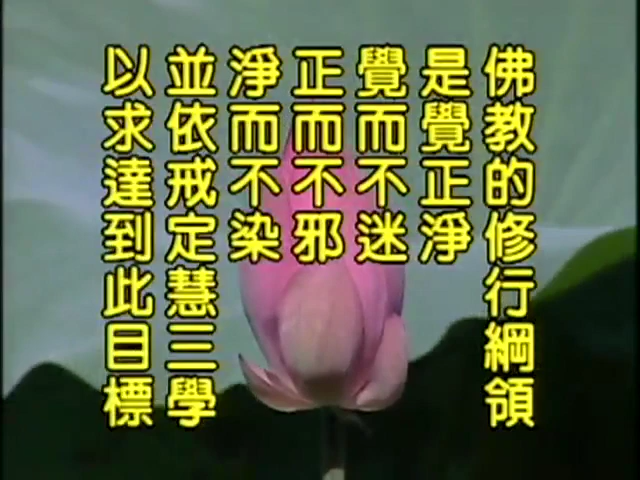 佛教的修行綱領
是覺正淨
覺而不迷
正而不邪
淨而不染
並依戒定慧三學
以求達到此目標